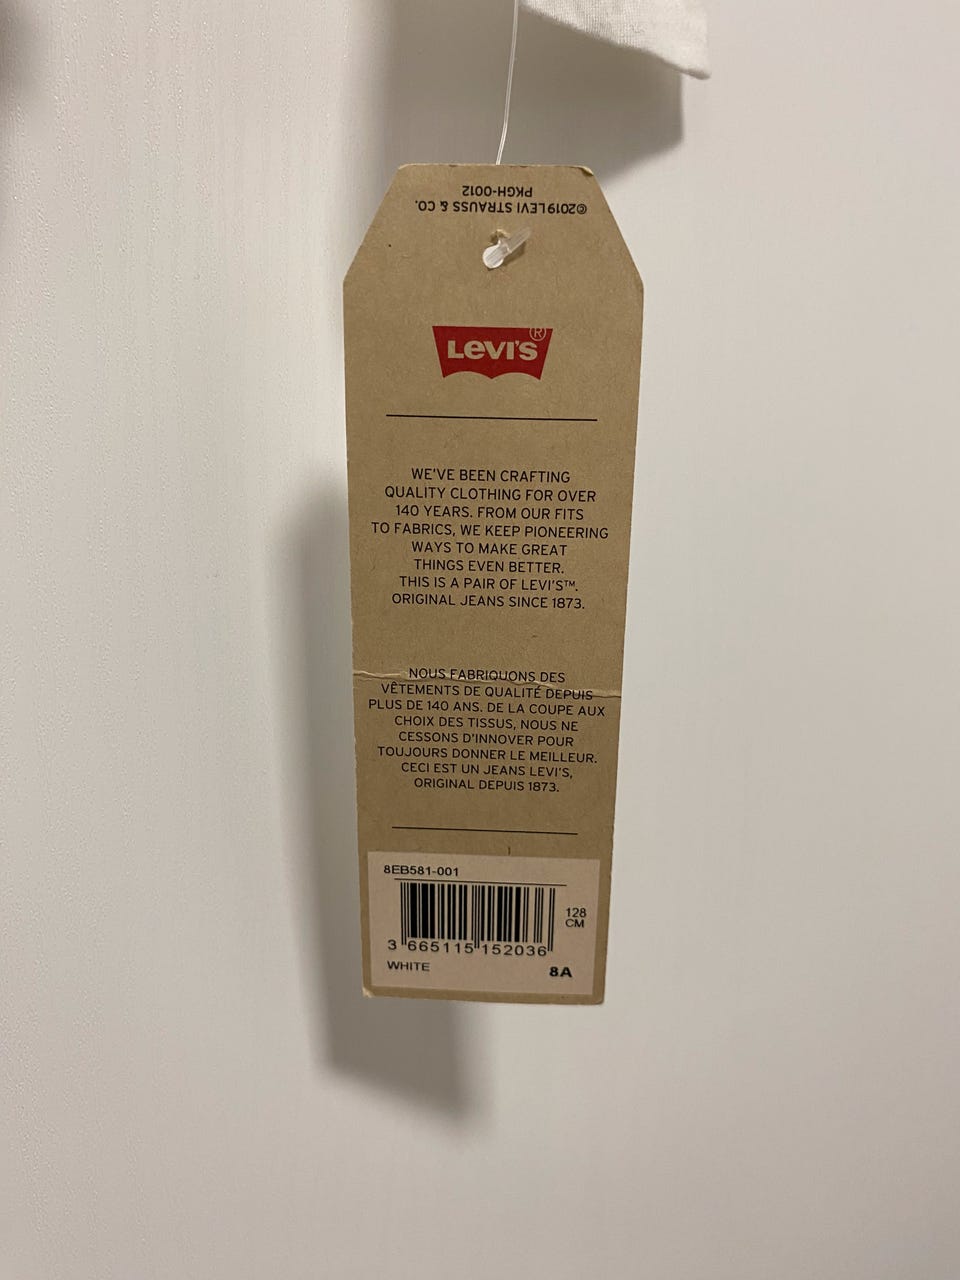 ©2019 LEVI STRAUSS & CO.
PKGH-0012
LEVI'S®
WE'VE BEEN CRAFTING
QUALITY CLOTHING FOR OVER
140 YEARS. FROM OUR FITS
TO FABRICS, WE KEEP PIONEERING
WAYS TO MAKE GREAT
THINGS EVEN BETTER.
THIS IS A PAIR OF LEVI'S™.
ORIGINAL JEANS SINCE 1873.
NOUS FABRIQUONS DES
VÊTEMENTS DE QUALITÉ DEPUIS
PLUS DE 140 ANS. DE LA COUPE AUX
CHOIX DES TISSUS, NOUS NE
CESSONS D'INNOVER POUR
TOUJOURS DONNER LE MEILLEUR.
CECI EST UN JEANS LEVI'S,
ORIGINAL DEPUIS 1873.
8EB581-001
128
CM
3 665115 152036
WHITE
8A